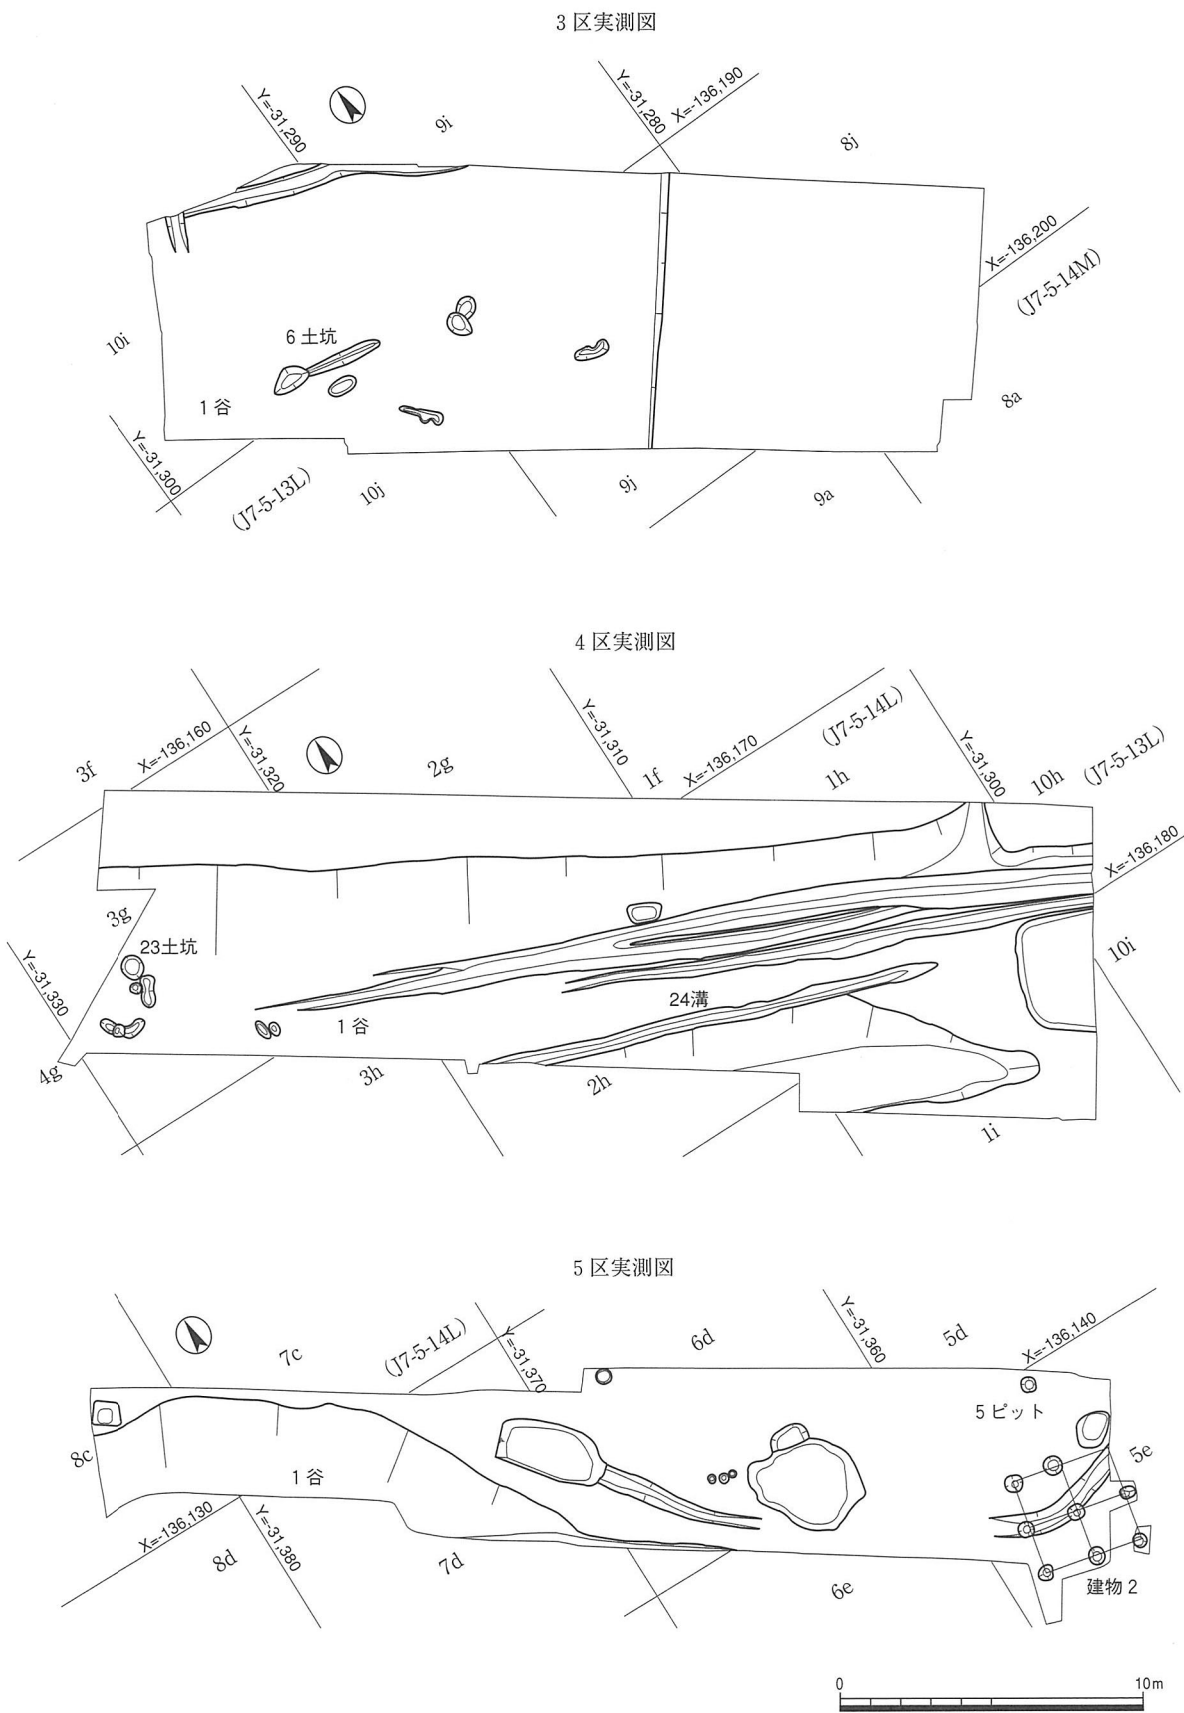 3区実測図
Y=-31,290
9i
Y=-31,280
X=-136,190
8j
X=-136,200
(J7-5-14M)
10i
6土坑
1谷
8a
Y=-31,300
(J7-5-13L)
10j
9j
9a
4区実測図
3f
X=-136,160
Y=-31,320
2g
Y=-31,310
1f
X=-136,170
(J7-5-14L)
1h
Y=-31,300
10h
(J7-5-13L)
X=-136,180
3g
23土坑
10i
Y=-31,330
24溝
1谷
4g
3h
2h
1i
5区実測図
7c
(J7-5-14L)
Y=-31,370
6d
Y=-31,360
5d
X=-136,140
5ピット
8c
1谷
5e
X=-136,130
8d
Y=-31,380
7d
6e
建物2
0
10m